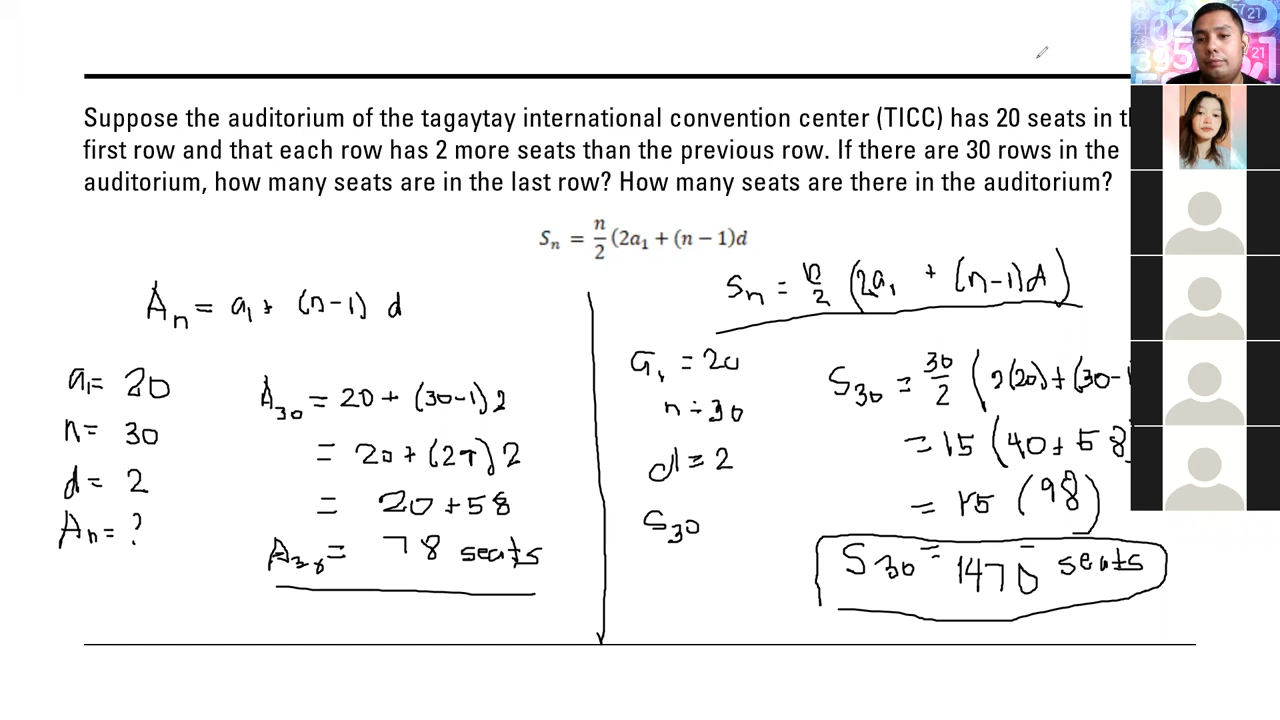 Suppose the auditorium of the tagaytay international convention center (TICC) has 20 seats in th
first row and that each row has 2 more seats than the previous row. If there are 30 rows in the
auditorium, how many seats are in the last row? How many seats are there in the auditorium?
Sₙ = n/2 (2a₁ + (n − 1)d
Aₙ = a₁ + (n-1) d
a₁= 20
n= 30
d= 2
Aₙ= ?
A₃₀ = 20 + (30-1) 2
= 20 + (29) 2
= 20 + 58
A₃₀ = 78 seats
Sₙ = n/2 (2a₁ + (n-1)d)
a₁ = 20
n = 30
d = 2
S₃₀
S₃₀ = 30/2 (2(20) + (30-1
= 15 (40 + 58)
= 15 (98)
S₃₀ = 1470 seats